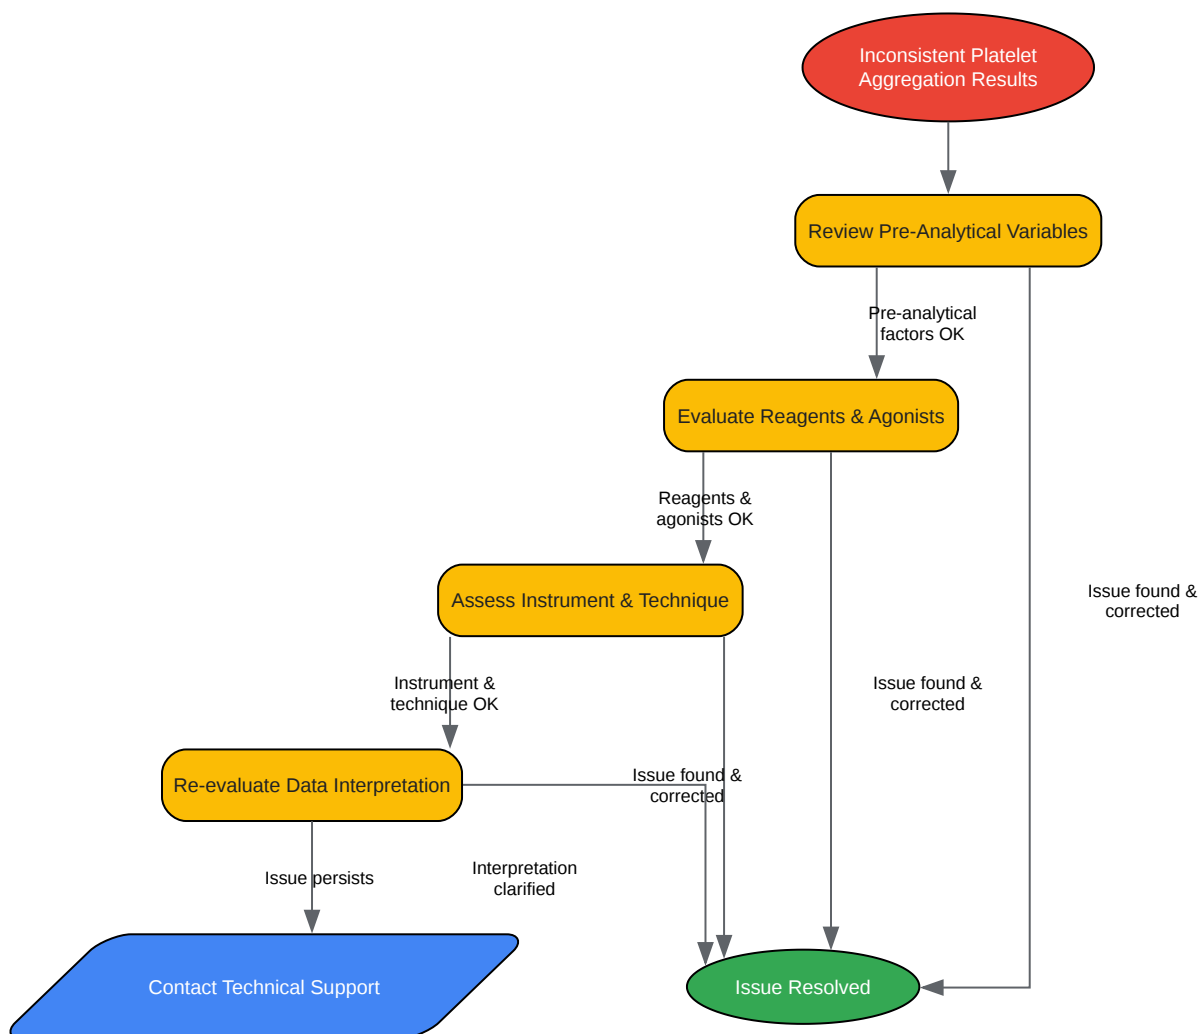 Inconsistent Platelet
Aggregation Results
Review Pre-Analytical Variables
Pre-analytical
factors OK
Evaluate Reagents & Agonists
Reagents &
agonists OK
Assess Instrument & Technique
Issue found &
corrected
Instrument &
technique OK
Issue found &
corrected
Re-evaluate Data Interpretation
Issue found &
corrected
Issue persists
Interpretation
clarified
Contact Technical Support
Issue Resolved